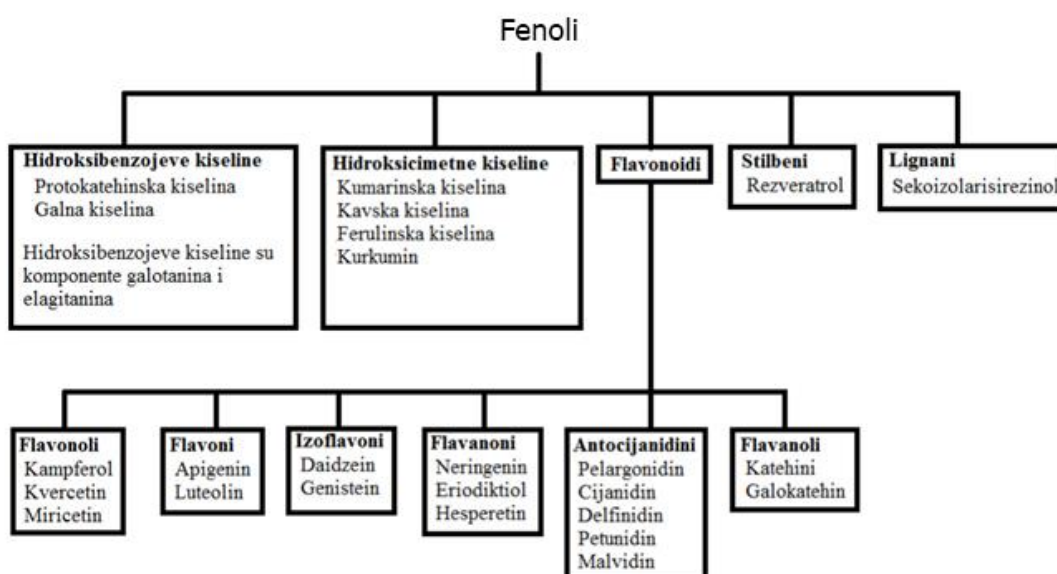 Fenoli
Hidroksibenzojeve kiseline
Protokatehinska kiselina
Galna kiselina
Hidroksibenzojeve kiseline su
komponente galotanina i
elagitanina
Hidroksicimetne kiseline
Kumarinska kiselina
Kavska kiselina
Ferulinska kiselina
Kurkumin
Flavonoidi
Stilbeni
Rezveratrol
Lignani
Sekoizolarisirezinol
Flavonoli
Kampferol
Kvercetin
Miricetin
Flavoni
Apigenin
Luteolin
Izoflavoni
Daidzein
Genistein
Flavanoni
Neringenin
Eriodiktiol
Hesperetin
Antocijanidini
Pelargonidin
Cijanidin
Delfinidin
Petunidin
Malvidin
Flavanoli
Katehini
Galokatehin